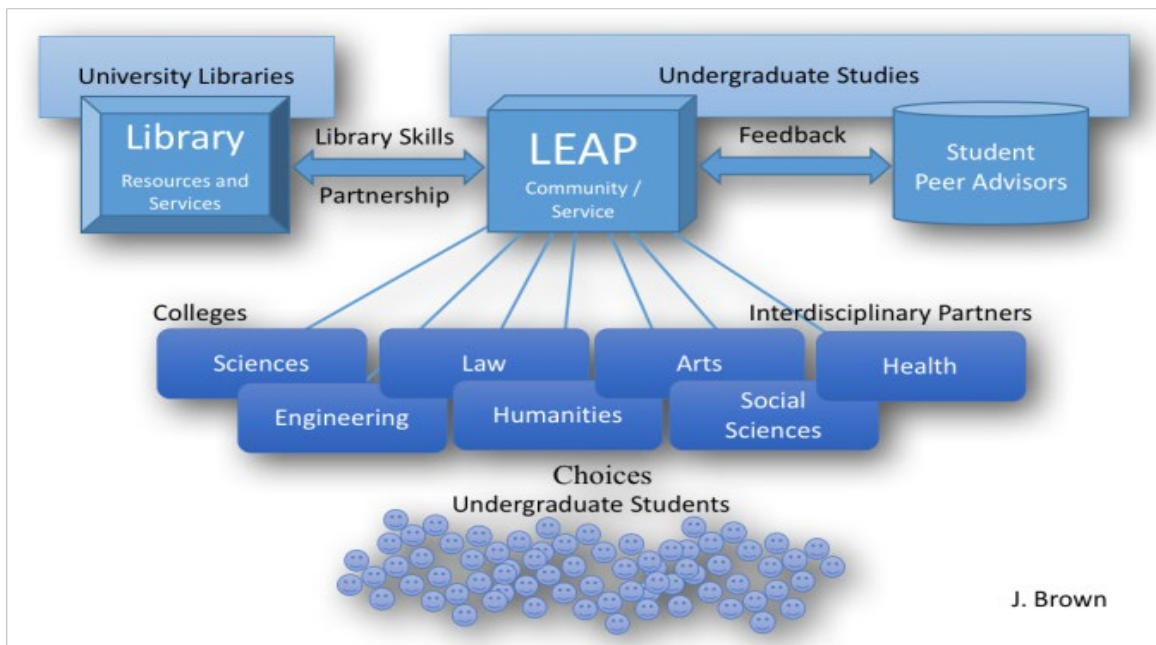 University Libraries
Undergraduate Studies
Library
Resources and
Services
Library Skills
Partnership
LEAP
Community /
Service
Feedback
Student
Peer Advisors
Colleges
Interdisciplinary Partners
Sciences
Law
Arts
Health
Engineering
Humanities
Social
Sciences
Choices
Undergraduate Students
J. Brown